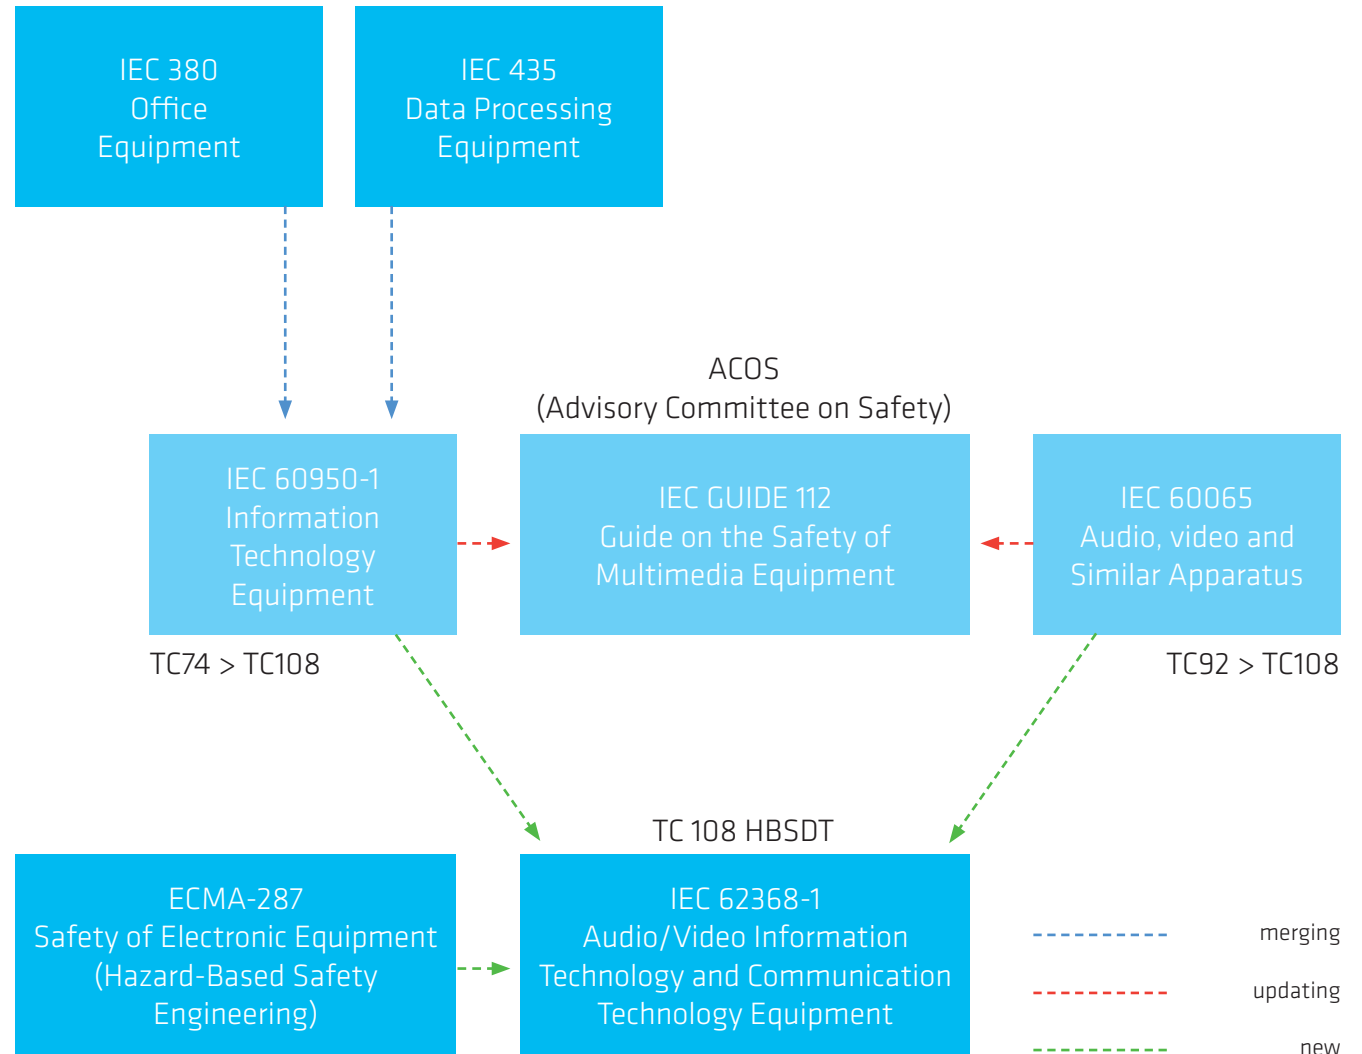 IEC 380
Office
Equipment
IEC 435
Data Processing
Equipment
ACOS
(Advisory Committee on Safety)
IEC 60950-1
Information
Technology
Equipment
IEC GUIDE 112
Guide on the Safety of
Multimedia Equipment
IEC 60065
Audio, video and
Similar Apparatus
TC74 > TC108
TC92 > TC108
TC 108 HBSDT
ECMA-287
Safety of Electronic Equipment
(Hazard-Based Safety
Engineering)
IEC 62368-1
Audio/Video Information
Technology and Communication
Technology Equipment
merging
updating
new